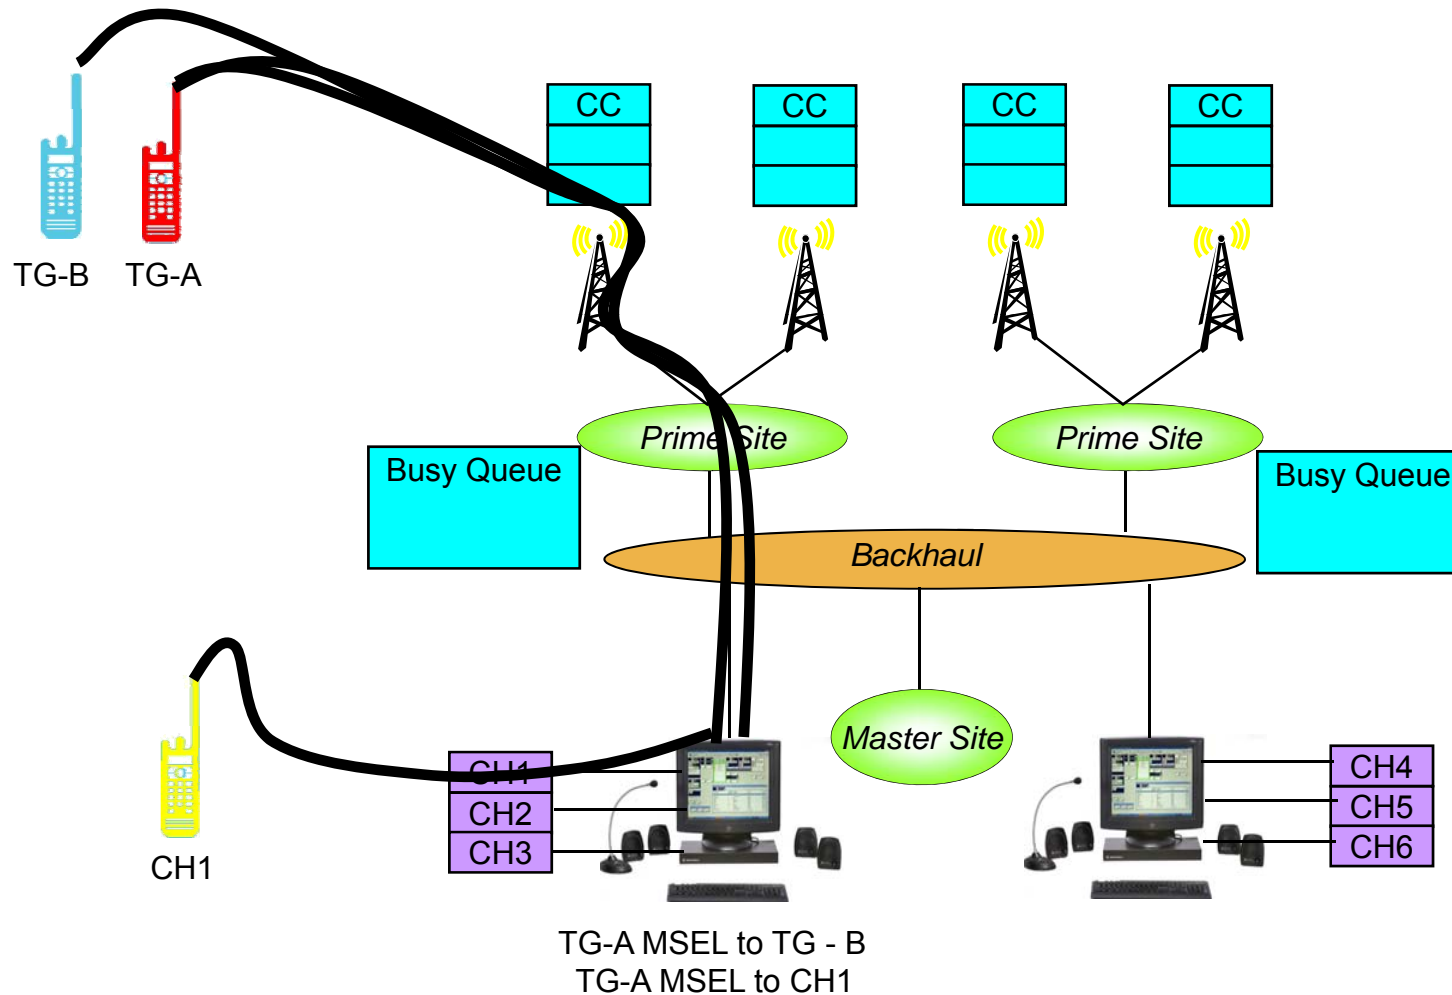 CC
CC
CC
CC
TG-B
TG-A
Prime Site
Prime Site
Busy Queue
Busy Queue
Backhaul
Master Site
CH1
CH2
CH3
CH4
CH5
CH6
CH1
TG-A MSEL to TG - B
TG-A MSEL to CH1